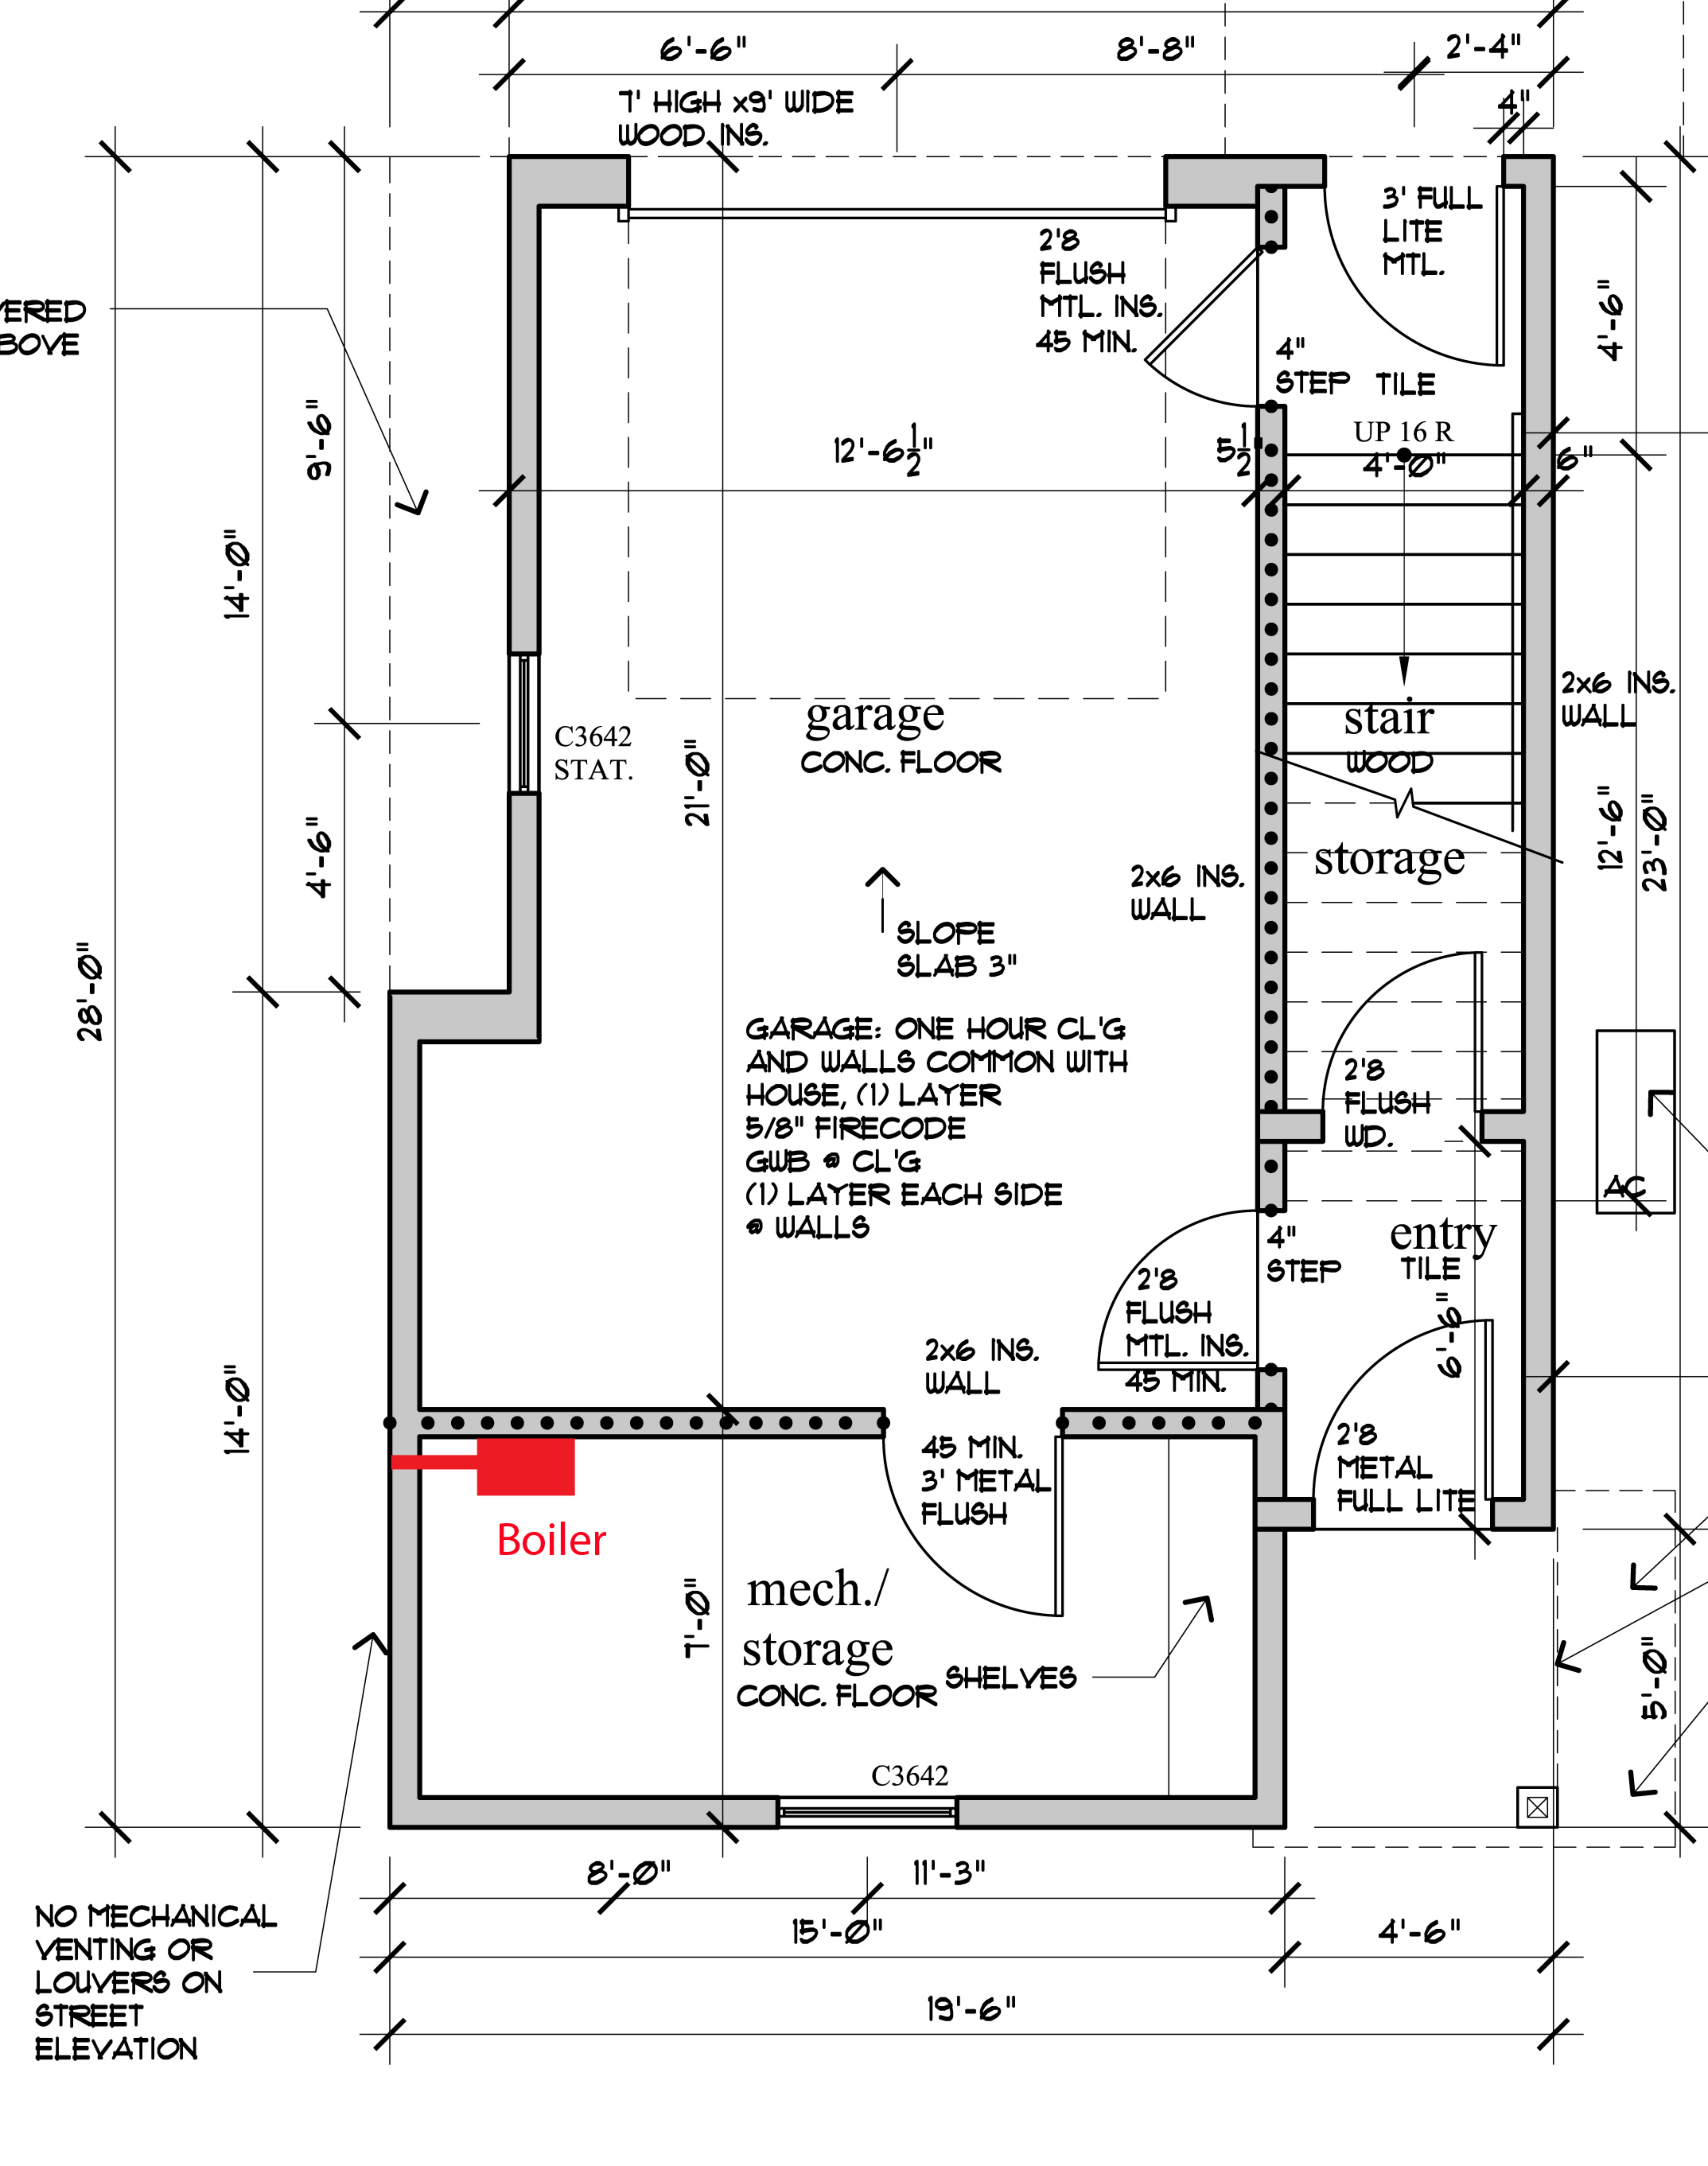 6'-6"
8'-8"
2'-4"
7' HIGH x9' WIDE
WOOD INS.
4"
3' FULL
LITE
MTL.
2'8
FLUSH
MTL. INS.
45 MIN.
4'-6"
VERED
BOVE
4"
STEP
TILE
UP 16 R
9'-6"
12'-6 1/2"
5 1/2"
4'-0"
6"
14'-0"
2x6 INS.
WALL
garage
CONC. FLOOR
stair
WOOD
C3642
STAT.
21'-0"
4'-6"
12'-6"
23'-0"
storage
2x6 INS.
WALL
SLOPE
SLAB 3"
28'-0"
GARAGE: ONE HOUR CL'G
AND WALLS COMMON WITH
HOUSE, (1) LAYER
5/8" FIRECODE
GWB @ CL'G
(1) LAYER EACH SIDE
@ WALLS
2'8
FLUSH
WD.
AC
entry
TILE
4"
STEP
2'8
FLUSH
MTL. INS.
45 MIN.
6'-6"
2x6 INS.
WALL
14'-0"
45 MIN.
3' METAL
FLUSH
2'8
METAL
FULL LITE
Boiler
mech./
storage
CONC. FLOOR
7'-0"
SHELVES
5'-0"
C3642
8'-0"
11'-3"
NO MECHANICAL
VENTING OR
LOUVERS ON
STREET
ELEVATION
15'-0"
4'-6"
19'-6"